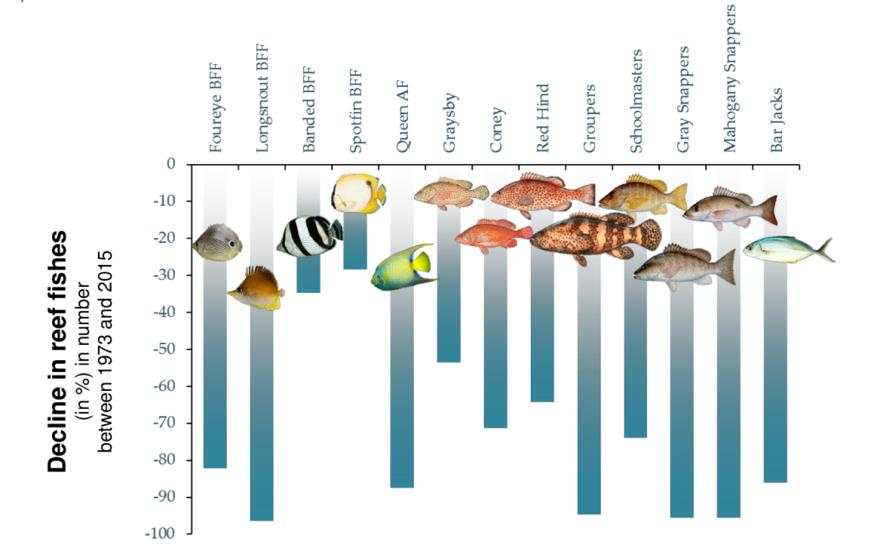 Foureye BFF
Longsnout BFF
Banded BFF
Spotfin BFF
Queen AF
Graysby
Coney
Red Hind
Groupers
Schoolmasters
Gray Snappers
Mahogany Snappers
Bar Jacks
Decline in reef fishes
(in %) in number
between 1973 and 2015
0
-10
-20
-30
-40
-50
-60
-70
-80
-90
-100